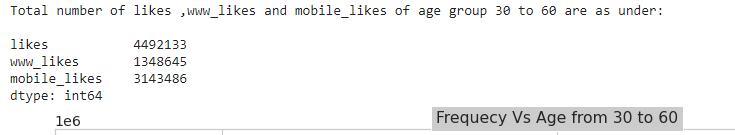 Total number of likes ,www_likes and mobile_likes of age group 30 to 60 are as under:
likes 4492133
www_likes 1348645
mobile_likes 3143486
dtype: int64
1e6
Frequecy Vs Age from 30 to 60